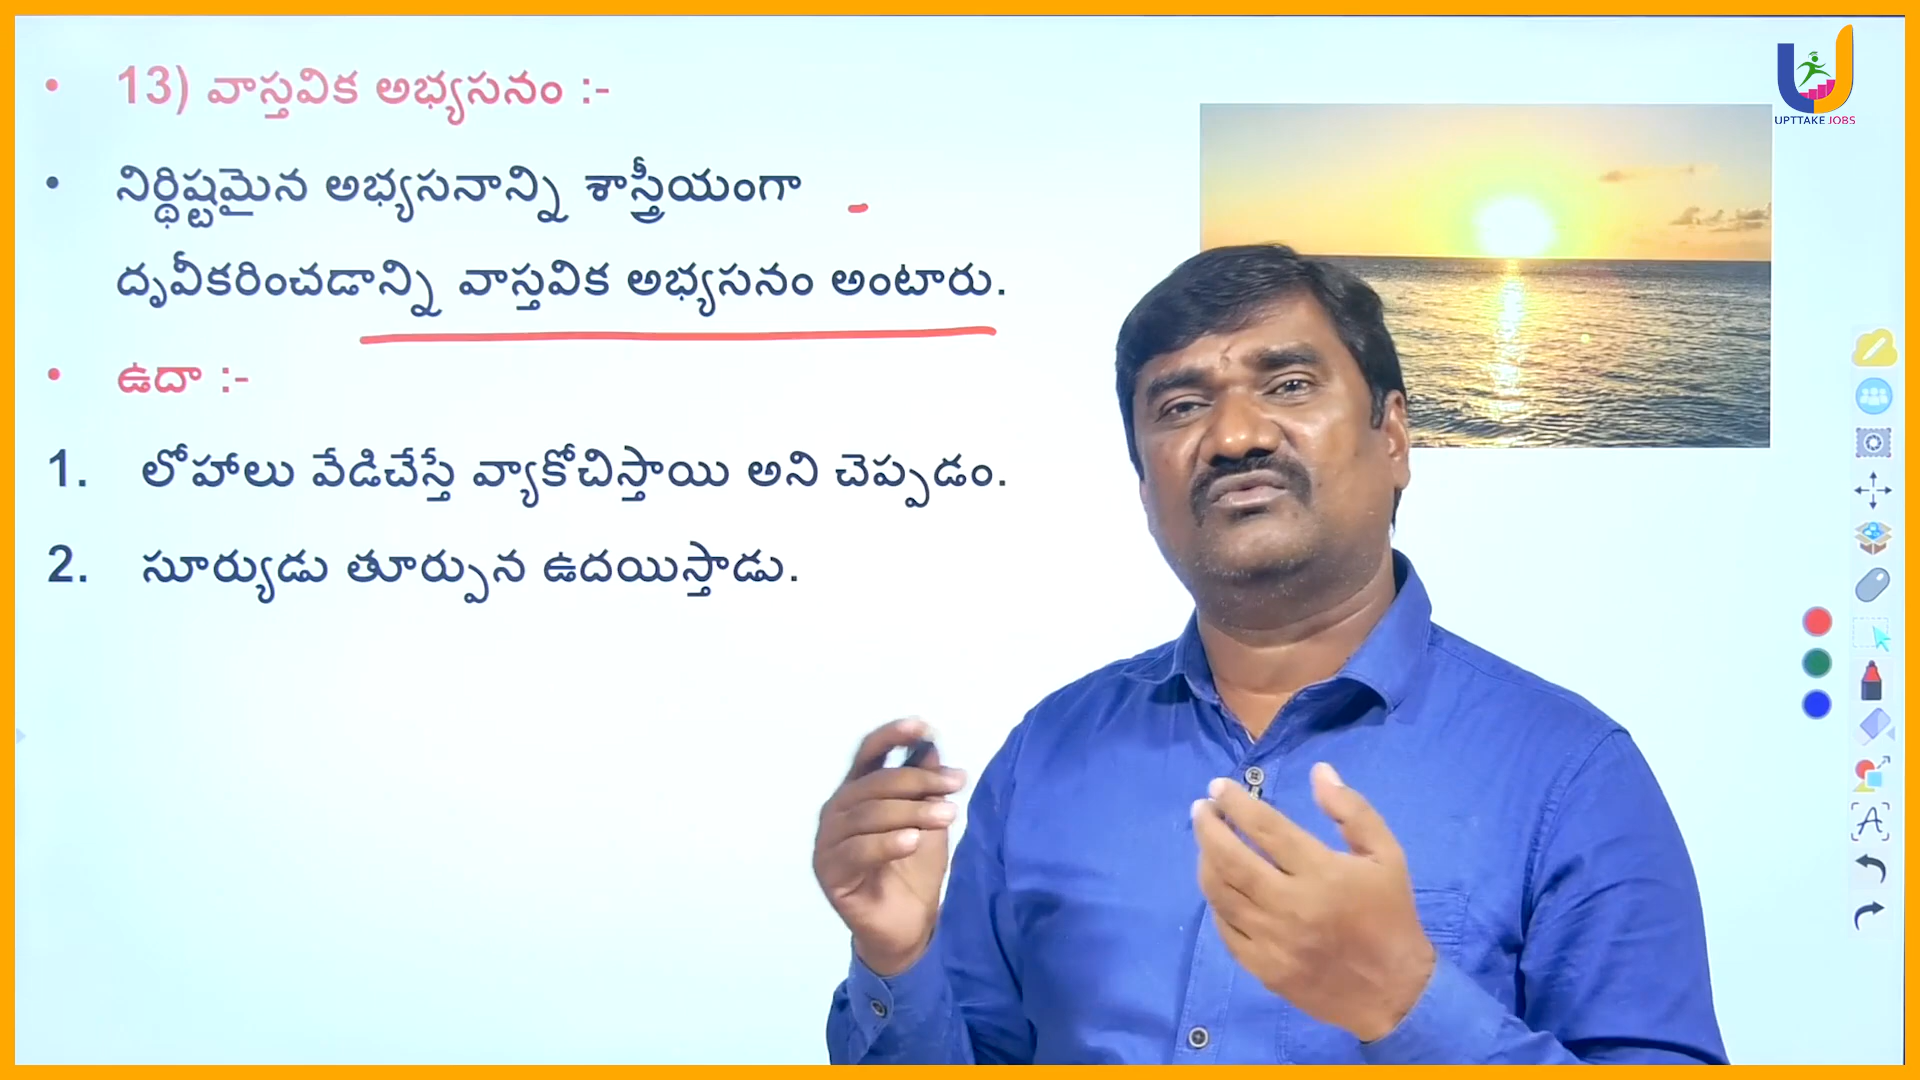 • 13) వాస్తవిక అభ్యసనం :-
• నిర్థిష్టమైన అభ్యసనాన్ని శాస్త్రీయంగా
దృవీకరించడాన్ని వాస్తవిక అభ్యసనం అంటారు.
• ఉదా :-
1. లోహాలు వేడిచేస్తే వ్యాకోచిస్తాయి అని చెప్పడం.
2. సూర్యుడు తూర్పున ఉదయిస్తాడు.
UPTTAKE JOBS
A